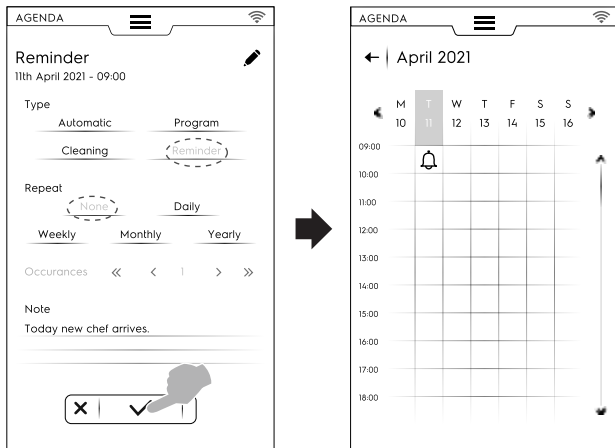 AGENDA
Reminder
11th April 2021 - 09:00
Type
Automatic Program
Cleaning Reminder
Repeat
None Daily
Weekly Monthly Yearly
Occurances « < 1 > »
Note
Today new chef arrives.
AGENDA
April 2021
M T W T F S S
10 11 12 13 14 15 16
09:00
10:00
11:00
12:00
13:00
14:00
15:00
16:00
17:00
18:00